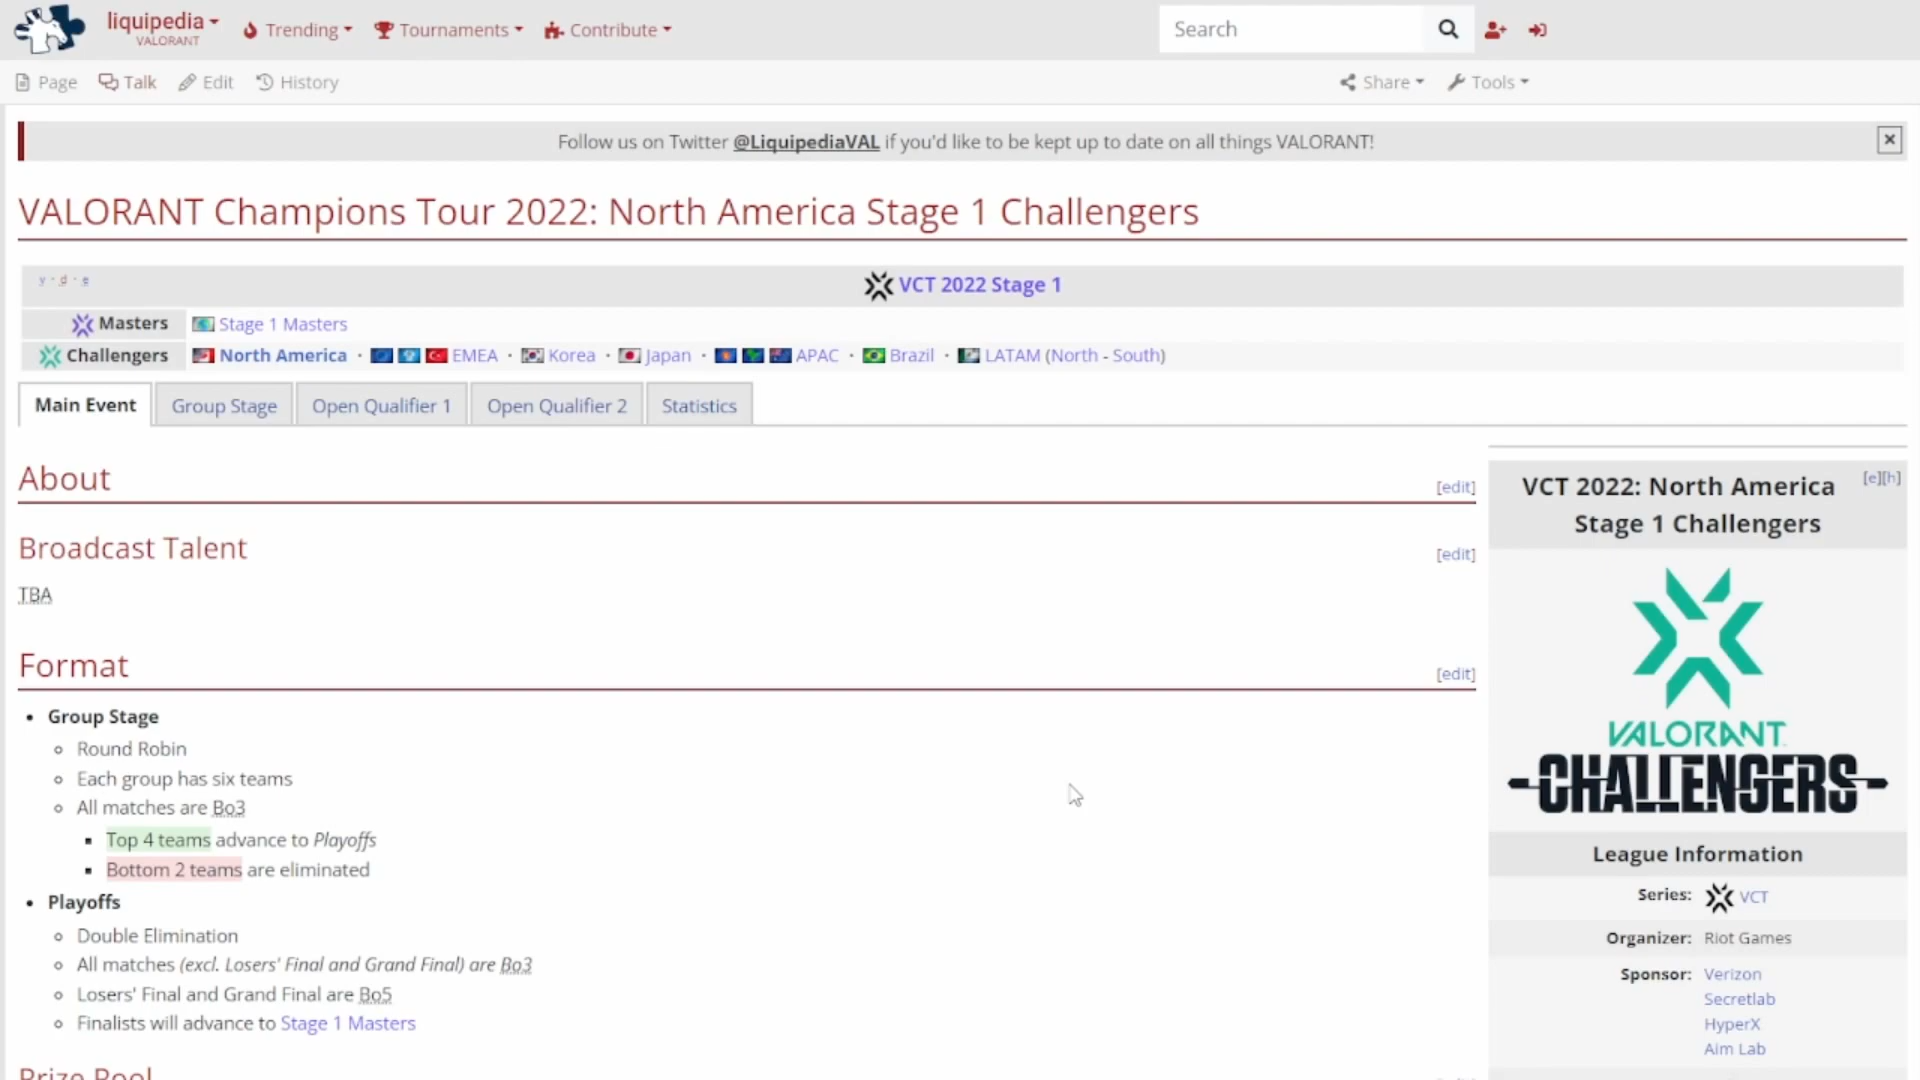 liquipedia
VALORANT
Trending
Tournaments
Contribute
Search
Page
Talk
Edit
History
Share
Tools
Follow us on Twitter @LiquipediaVAL if you'd like to be kept up to date on all things VALORANT!
VALORANT Champions Tour 2022: North America Stage 1 Challengers
v · d · e
VCT 2022 Stage 1
Masters
Stage 1 Masters
Challengers
North America · EMEA · Korea · Japan · APAC · Brazil · LATAM (North - South)
Main Event
Group Stage
Open Qualifier 1
Open Qualifier 2
Statistics
About
[edit]
Broadcast Talent
[edit]
TBA
Format
[edit]
• Group Stage
Round Robin
Each group has six teams
All matches are Bo3
Top 4 teams advance to Playoffs
Bottom 2 teams are eliminated
• Playoffs
Double Elimination
All matches (excl. Losers' Final and Grand Final) are Bo3
Losers' Final and Grand Final are Bo5
Finalists will advance to Stage 1 Masters
Prize Pool
VCT 2022: North America
Stage 1 Challengers
[e][h]
VALORANT
CHALLENGERS
League Information
Series: VCT
Organizer: Riot Games
Sponsor: Verizon
Secretlab
HyperX
Aim Lab